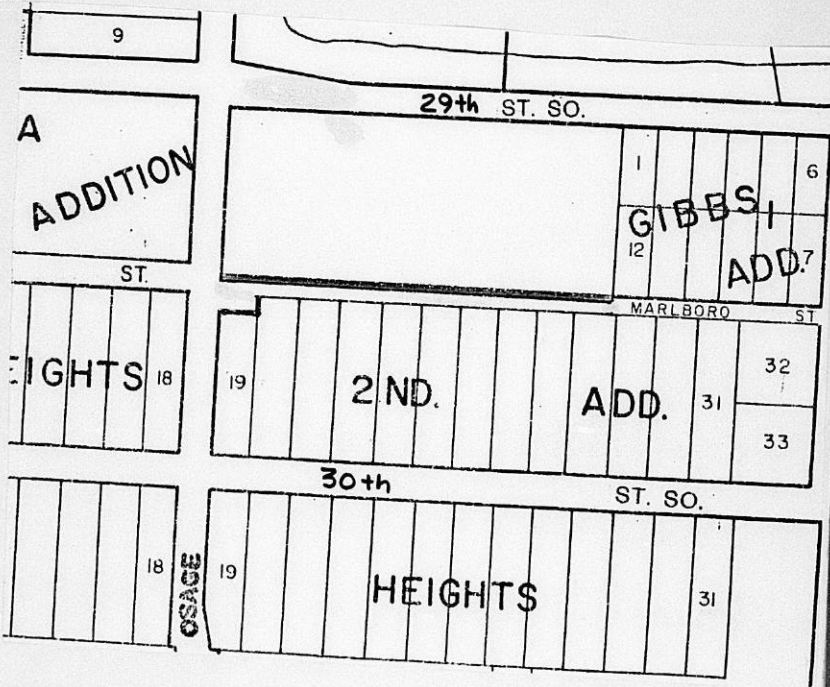 9
29th ST. SO.
A
ADDITION
1
6
GIBBS
12
ADD.
7
ST.
MARLBORO ST
EIGHTS
18
19
2 ND.
ADD.
31
32
33
30th
ST. SO.
18
OSAGE
19
HEIGHTS
31